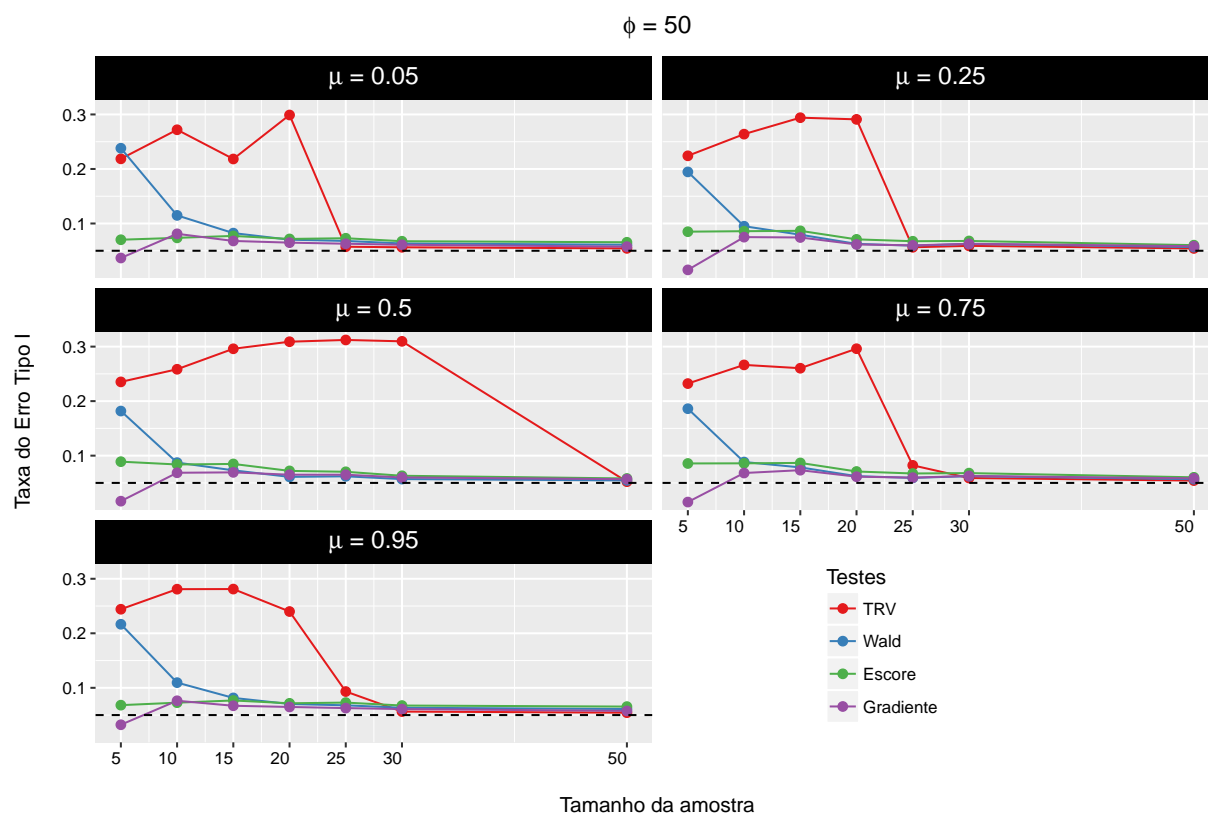 ϕ = 50
μ = 0.05
μ = 0.25
0.3
0.2
0.1
μ = 0.5
μ = 0.75
0.3
0.2
0.1
5 10 15 20 25 30 50
μ = 0.95
0.3
0.2
0.1
5 10 15 20 25 30 50
Taxa do Erro Tipo I
Tamanho da amostra
Testes
TRV
Wald
Escore
Gradiente